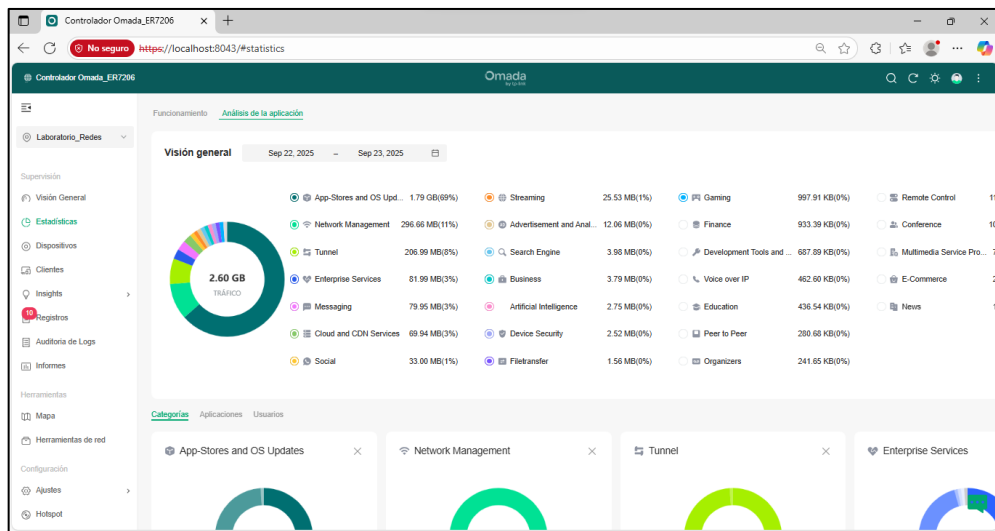 Controlador Omada_ER7206
No seguro https://localhost:8043/#statistics
Controlador Omada_ER7206
Omada
by tp-link
Laboratorio_Redes
Supervisión
Visión General
Estadísticas
Dispositivos
Clientes
Insights
10
Registros
Auditoria de Logs
Informes
Herramientas
Mapa
Herramientas de red
Configuración
Ajustes
Hotspot
Funcionamiento Análisis de la aplicación
Visión general Sep 22, 2025 – Sep 23, 2025
2.60 GB
TRÁFICO
App-Stores and OS Upd... 1.79 GB(69%)
Network Management 296.66 MB(11%)
Tunnel 206.99 MB(8%)
Enterprise Services 81.99 MB(3%)
Messaging 79.95 MB(3%)
Cloud and CDN Services 69.94 MB(3%)
Social 33.00 MB(1%)
Streaming 25.53 MB(1%)
Advertisement and Anal... 12.06 MB(0%)
Search Engine 3.98 MB(0%)
Business 3.79 MB(0%)
Artificial Intelligence 2.75 MB(0%)
Device Security 2.52 MB(0%)
Filetransfer 1.56 MB(0%)
Gaming 997.91 KB(0%)
Finance 933.39 KB(0%)
Development Tools and ... 687.89 KB(0%)
Voice over IP 462.60 KB(0%)
Education 436.54 KB(0%)
Peer to Peer 280.68 KB(0%)
Organizers 241.65 KB(0%)
Remote Control
Conference
Multimedia Service Pro...
E-Commerce
News
Categorías Aplicaciones Usuarios
App-Stores and OS Updates
Network Management
Tunnel
Enterprise Services